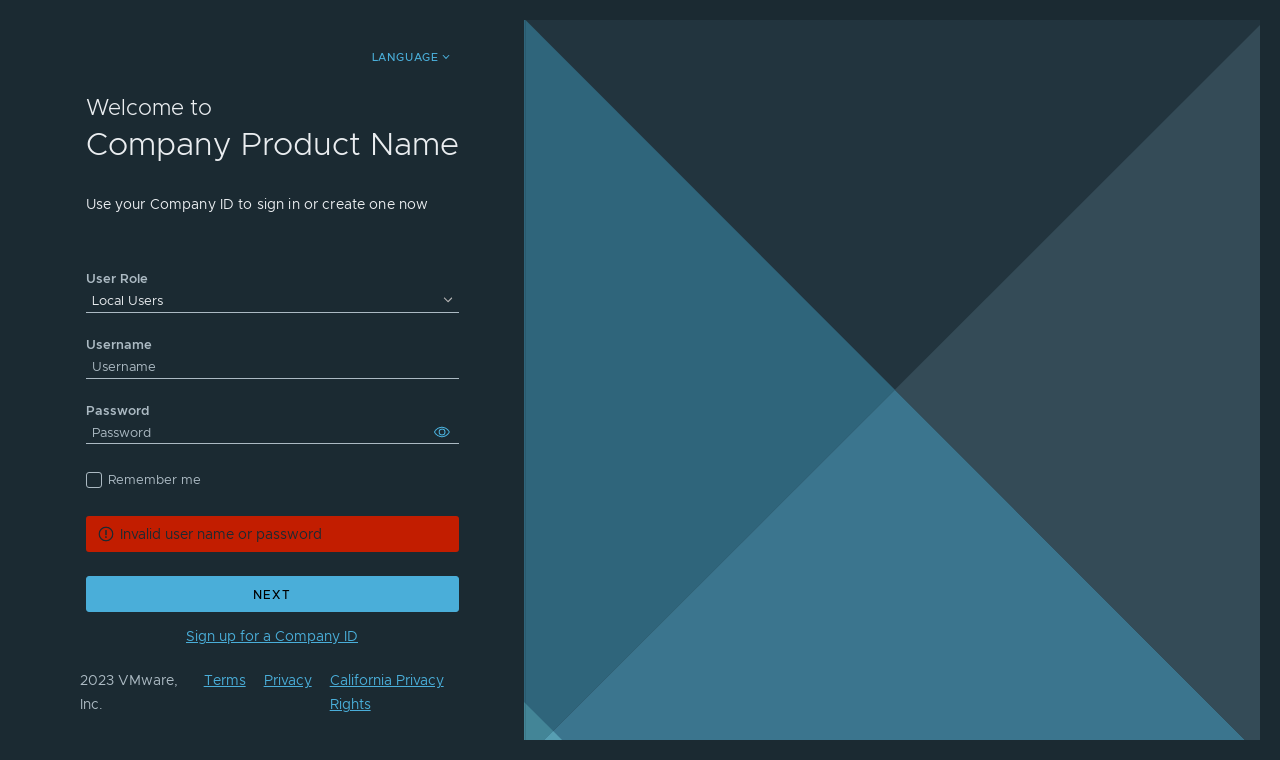 LANGUAGE
Welcome to
Company Product Name
Use your Company ID to sign in or create one now
User Role
Local Users
Username
Username
Password
Password
Remember me
Invalid user name or password
NEXT
Sign up for a Company ID
2023 VMware, Inc.
Terms
Privacy
California Privacy Rights